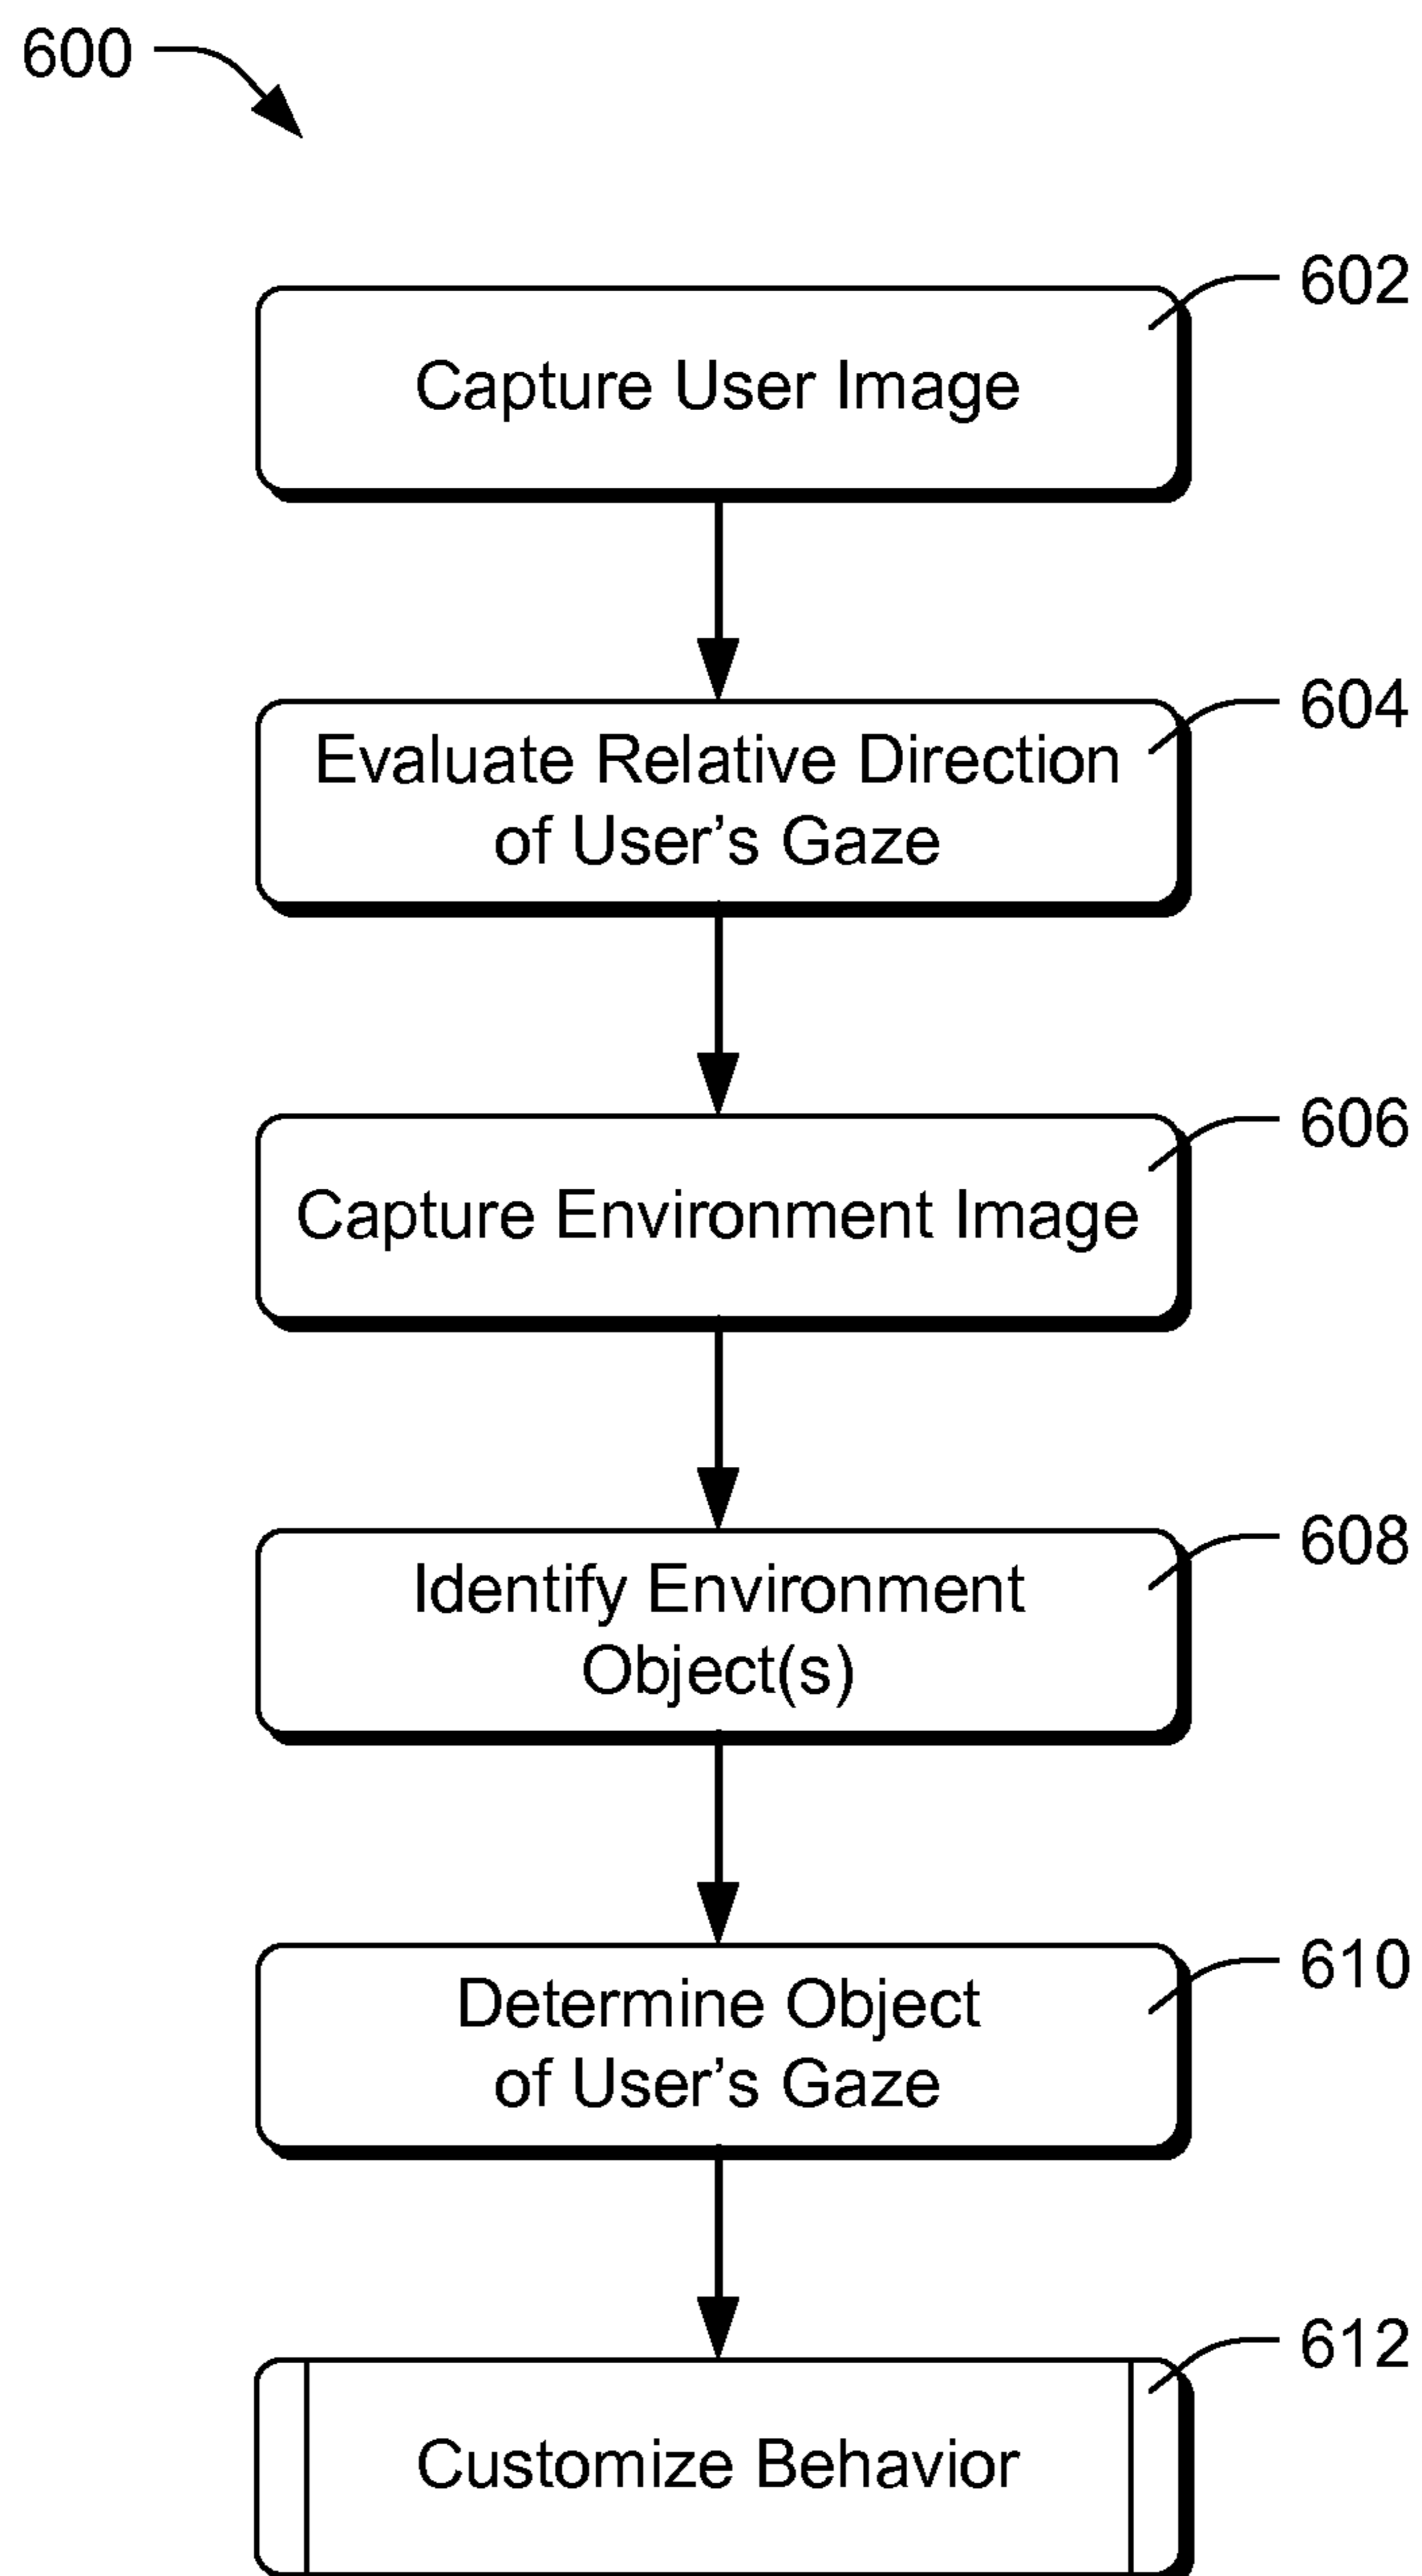 600
602
Capture User Image
604
Evaluate Relative Direction
of User’s Gaze
606
Capture Environment Image
608
Identify Environment
Object(s)
610
Determine Object
of User’s Gaze
612
Customize Behavior